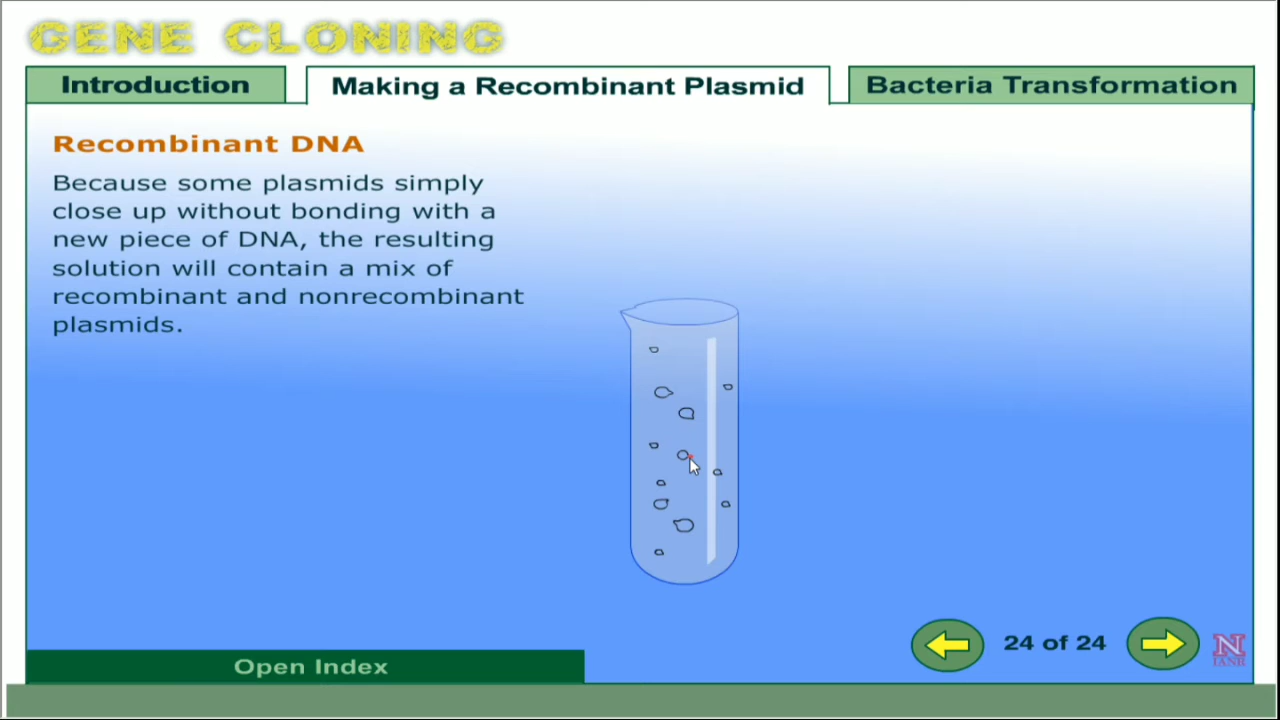 GENE CLONING
Introduction
Making a Recombinant Plasmid
Bacteria Transformation
Recombinant DNA
Because some plasmids simply
close up without bonding with a
new piece of DNA, the resulting
solution will contain a mix of
recombinant and nonrecombinant
plasmids.
24 of 24
N
IANR
Open Index